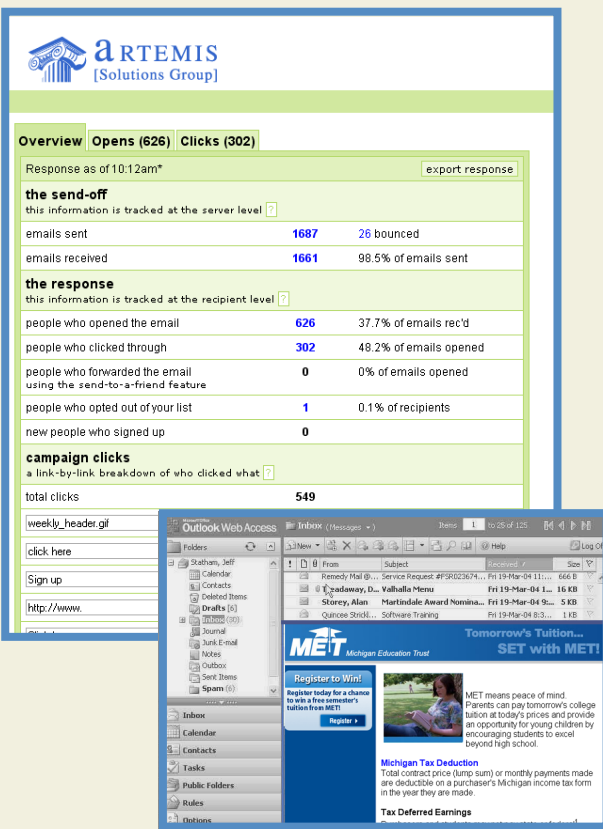 aRTEMIS
[Solutions Group]
Overview Opens (626) Clicks (302)
Response as of 10:12am* export response
the send-off
this information is tracked at the server level ?
emails sent 1687 26 bounced
emails received 1661 98.5% of emails sent
the response
this information is tracked at the recipient level ?
people who opened the email 626 37.7% of emails rec'd
people who clicked through 302 48.2% of emails opened
people who forwarded the email 0 0% of emails opened
using the send-to-a-friend feature
people who opted out of your list 1 0.1% of recipients
new people who signed up 0
campaign clicks
a link-by-link breakdown of who clicked what ?
total clicks 549
weekly_header.gif
click here
Sign up
http://www.
Outlook Web Access
Inbox (Messages ▾) Items 1 to 25 of 125
Folders
New Help Log Of
! From Subject Received Size
Statham, Jeff
Calendar
Contacts
Deleted Items
Drafts [6]
Inbox (30)
Journal
Junk E-mail
Notes
Outbox
Sent Items
Spam (6)
Remedy Mail @... Service Request #FSR023674... Fri 19-Mar-04 11:... 666 B
Treadaway, D... Valhalla Menu Fri 19-Mar-04 1... 16 KB
Storey, Alan Martindale Award Nomina... Fri 19-Mar-04 9:... 5 KB
Quincee Strickl... Software Training Fri 19-Mar-04 8:3... 1 KB
Inbox
Calendar
Contacts
Tasks
Public Folders
Rules
Options
MET Michigan Education Trust
Tomorrow's Tuition...
SET with MET!
Register to Win!
Register today for a chance
to win a free semester's
tuition from MET!
Register
MET means peace of mind.
Parents can pay tomorrow's college
tuition at today's prices and provide
an opportunity for young children by
encouraging students to excel
beyond high school.
Michigan Tax Deduction
Total contract price (lump sum) or monthly payments made
are deductible on a purchaser's Michigan income tax form
in the year they are made.
Tax Deferred Earnings